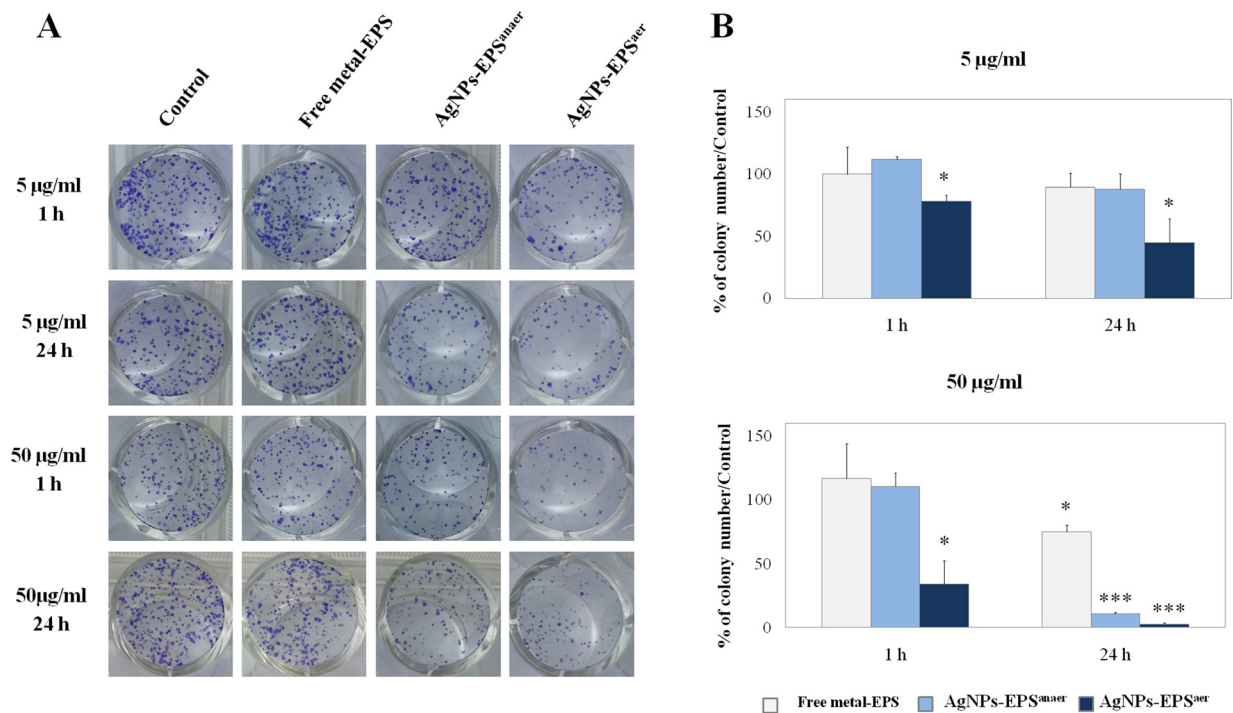 A
Control
Free metal-EPS
AgNPs-EPSanaer
AgNPs-EPSaer
5 µg/ml
1 h
5 µg/ml
24 h
50 µg/ml
1 h
50µg/ml
24 h
B
5 µg/ml
% of colony number/Control
150
100
50
0
*
*
1 h
24 h
50 µg/ml
% of colony number/Control
150
100
50
0
*
*
***
***
1 h
24 h
Free metal-EPS
AgNPs-EPSanaer
AgNPs-EPSaer